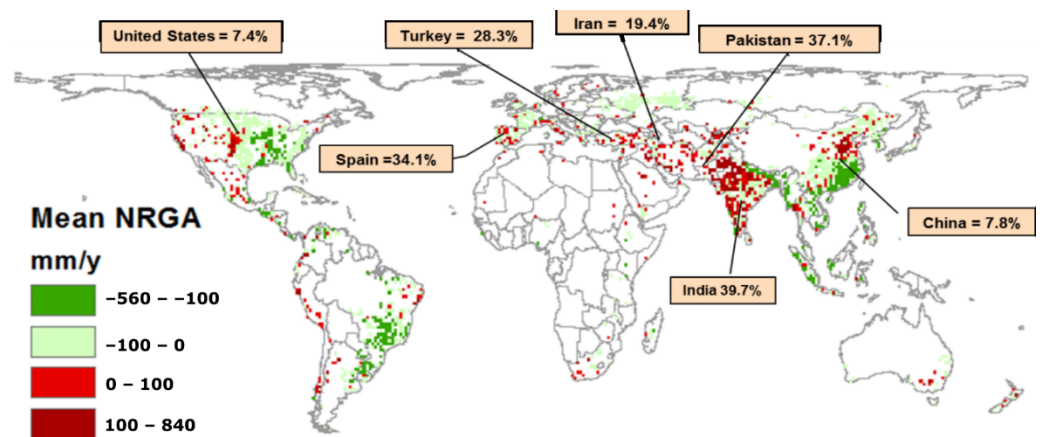 Iran = 19.4%
United States = 7.4%
Turkey = 28.3%
Pakistan = 37.1%
Spain =34.1%
China = 7.8%
India 39.7%
Mean NRGA
mm/y
−560 – −100
−100 – 0
0 – 100
100 – 840